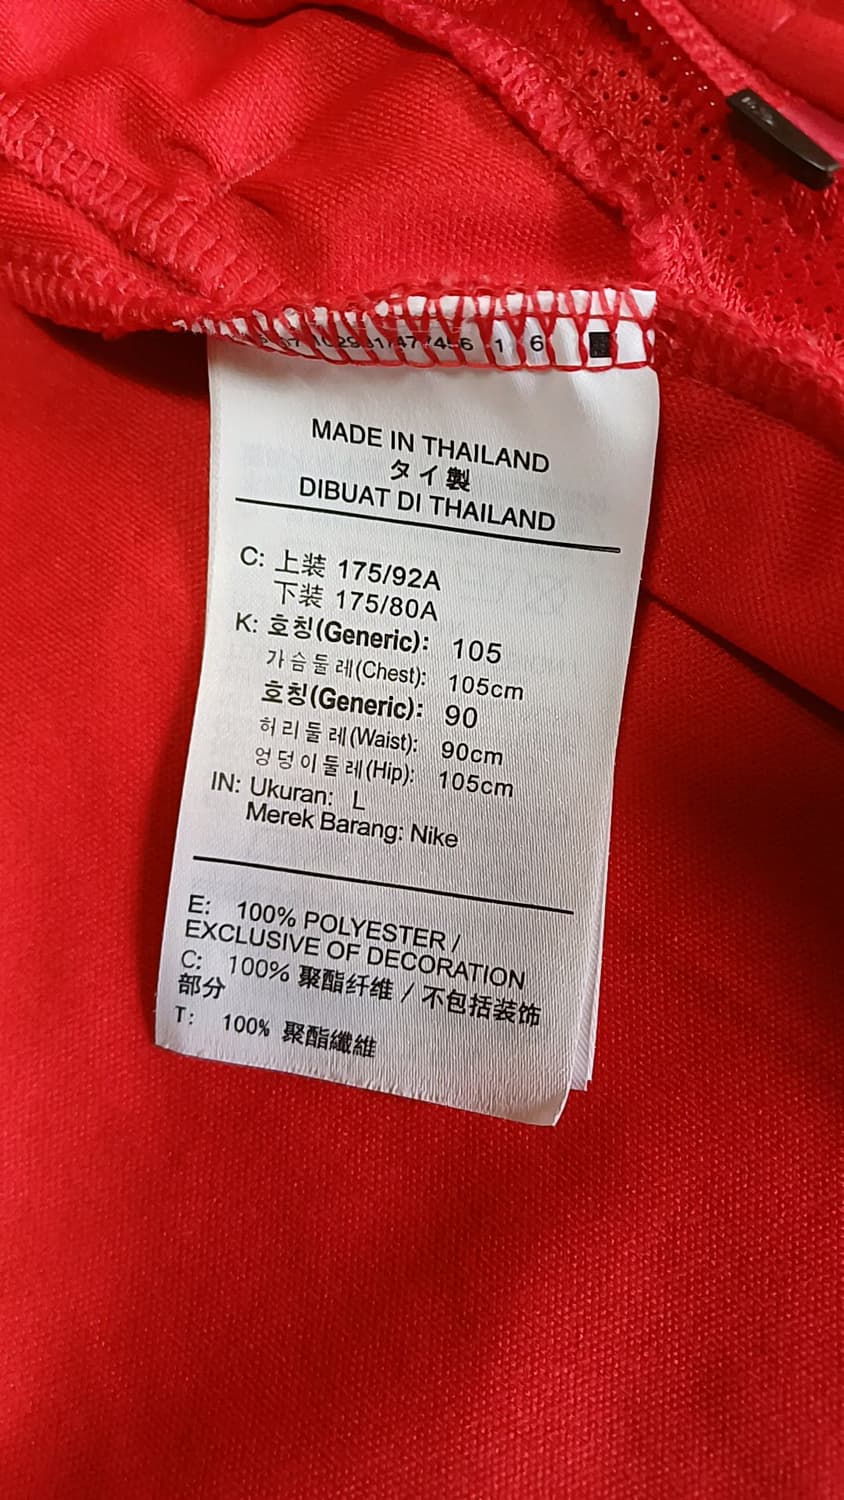 MADE IN THAILAND
タイ製
DIBUAT DI THAILAND
C: 上装 175/92A
下装 175/80A
K: 호칭(Generic): 105
가슴둘레(Chest): 105cm
호칭(Generic): 90
허리둘레(Waist): 90cm
엉덩이둘레(Hip): 105cm
IN: Ukuran: L
Merek Barang: Nike
E: 100% POLYESTER /
EXCLUSIVE OF DECORATION
C: 100% 聚酯纤维 / 不包括装饰
部分
T: 100% 聚酯纖維